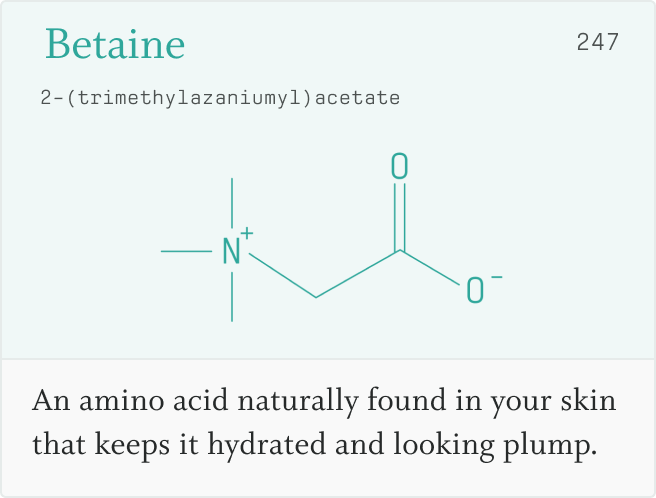 Betaine
247
2-(trimethylazaniumyl)acetate
O
N+
O−
An amino acid naturally found in your skin
that keeps it hydrated and looking plump.